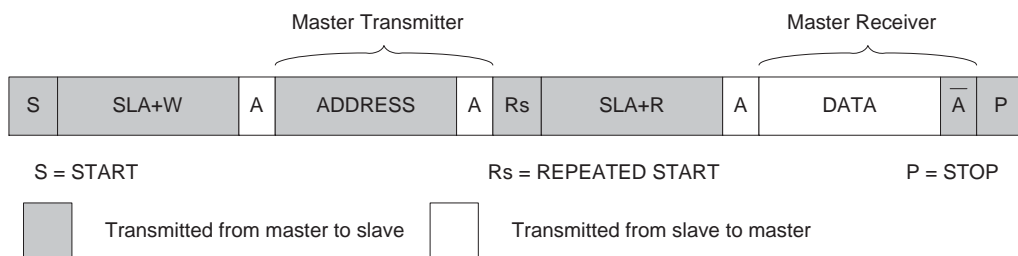 Master Transmitter Master Receiver
S SLA+W A ADDRESS A Rs SLA+R A DATA A̅ P
S = START Rs = REPEATED START P = STOP
Transmitted from master to slave Transmitted from slave to master